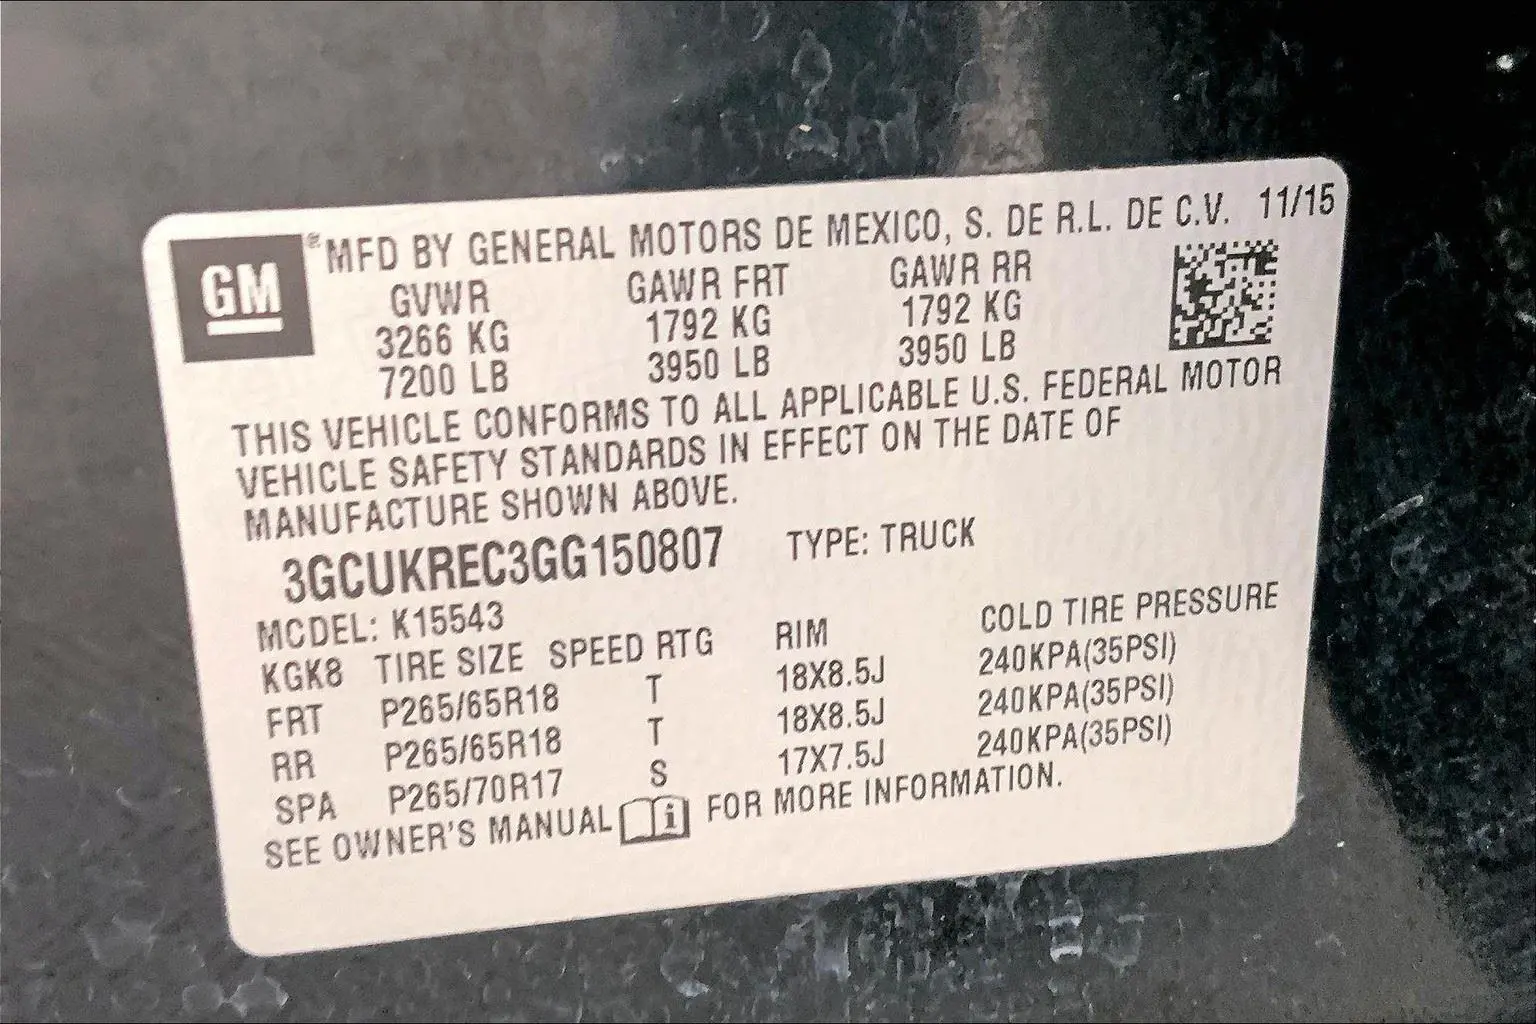 GM ® MFD BY GENERAL MOTORS DE MEXICO, S. DE R.L. DE C.V. 11/15
GVWR GAWR FRT GAWR RR
3266 KG 1792 KG 1792 KG
7200 LB 3950 LB 3950 LB
THIS VEHICLE CONFORMS TO ALL APPLICABLE U.S. FEDERAL MOTOR
VEHICLE SAFETY STANDARDS IN EFFECT ON THE DATE OF
MANUFACTURE SHOWN ABOVE.
3GCUKREC3GG150807 TYPE: TRUCK
MODEL: K15543
KGK8 TIRE SIZE SPEED RTG RIM COLD TIRE PRESSURE
FRT P265/65R18 T 18X8.5J 240KPA(35PSI)
RR P265/65R18 T 18X8.5J 240KPA(35PSI)
SPA P265/70R17 S 17X7.5J 240KPA(35PSI)
SEE OWNER'S MANUAL i FOR MORE INFORMATION.